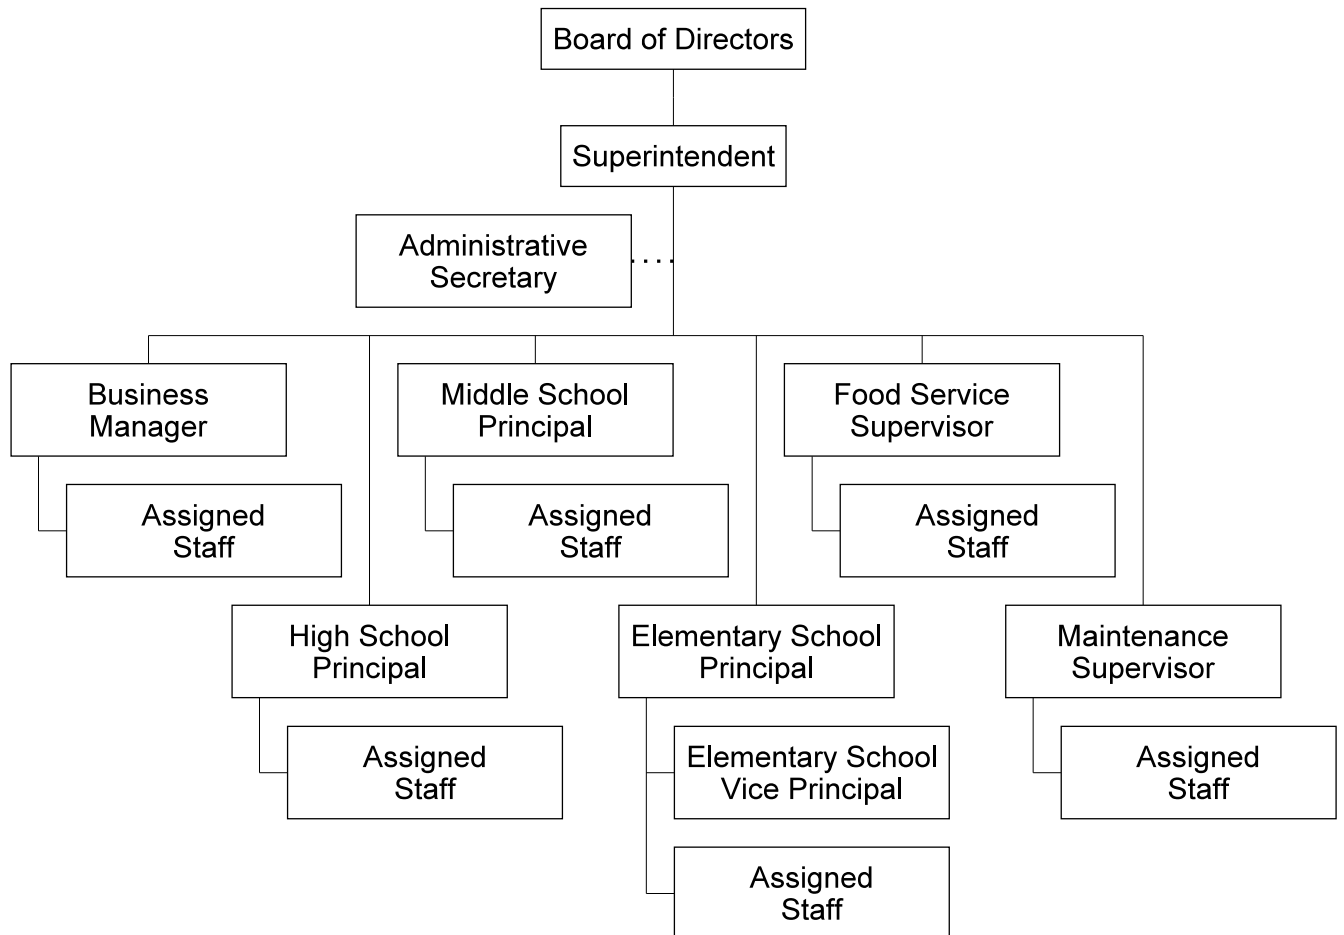 Board of Directors
Superintendent
Administrative
Secretary
Business
Manager
Middle School
Principal
Food Service
Supervisor
Assigned
Staff
Assigned
Staff
Assigned
Staff
High School
Principal
Elementary School
Principal
Maintenance
Supervisor
Assigned
Staff
Elementary School
Vice Principal
Assigned
Staff
Assigned
Staff